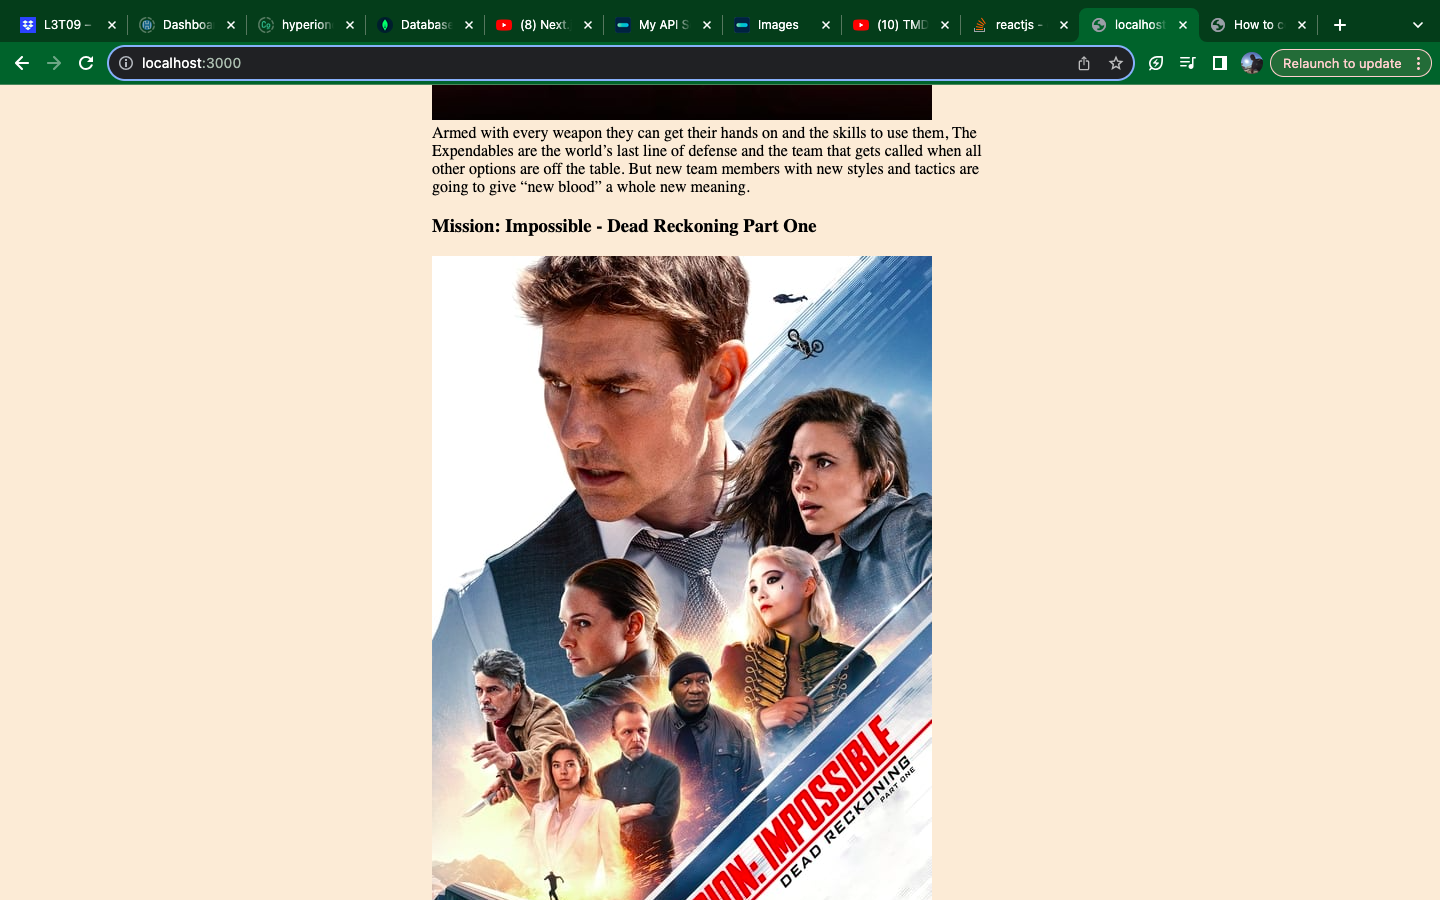 L3T09 –
Dashboa
hyperion
Database
(8) Next.
My API S
Images
(10) TMD
reactjs -
localhost
How to c
localhost:3000
Relaunch to update
Armed with every weapon they can get their hands on and the skills to use them, The
Expendables are the world’s last line of defense and the team that gets called when all
other options are off the table. But new team members with new styles and tactics are
going to give “new blood” a whole new meaning.
Mission: Impossible - Dead Reckoning Part One
SION: IMPOSSIBLE
DEAD RECKONING
PART ONE